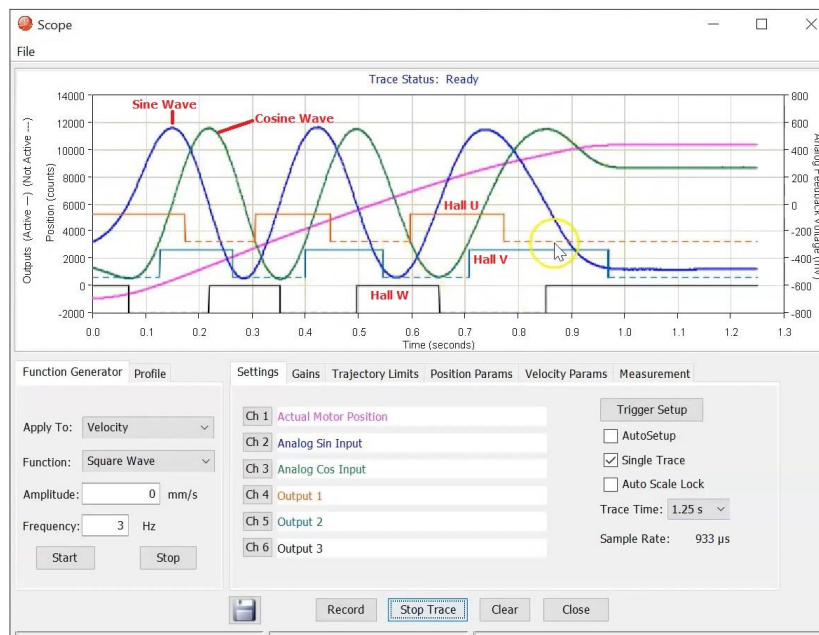 Scope
File
Trace Status: Ready
Outputs (Active —) (Not Active ---)
Position (counts)
14000
12000
10000
8000
6000
4000
2000
0
-2000
800
600
400
200
0
-200
-400
-600
-800
Analog Feedback Voltage (mV)
Sine Wave
Cosine Wave
Hall U
Hall V
Hall W
0.0 0.1 0.2 0.3 0.4 0.5 0.6 0.7 0.8 0.9 1.0 1.1 1.2 1.3
Time (seconds)
Function Generator Profile
Apply To: Velocity
Function: Square Wave
Amplitude: 0 mm/s
Frequency: 3 Hz
Start Stop
Settings Gains Trajectory Limits Position Params Velocity Params Measurement
Ch 1 Actual Motor Position
Ch 2 Analog Sin Input
Ch 3 Analog Cos Input
Ch 4 Output 1
Ch 5 Output 2
Ch 6 Output 3
Trigger Setup
AutoSetup
Single Trace
Auto Scale Lock
Trace Time: 1.25 s
Sample Rate: 933 µs
Record Stop Trace Clear Close